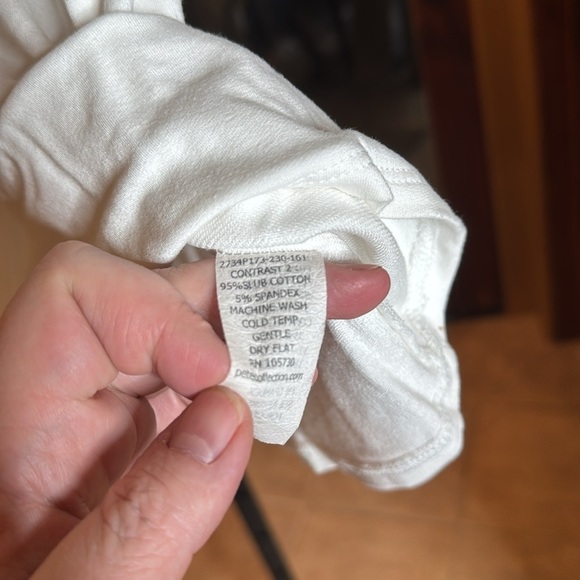 2734P173-230-161
CONTRAST 2
95%SLUB COTTON
5% SPANDEX
MACHINE WASH
COLD TEMP
GENTLE
DRY FLAT
RN 105730